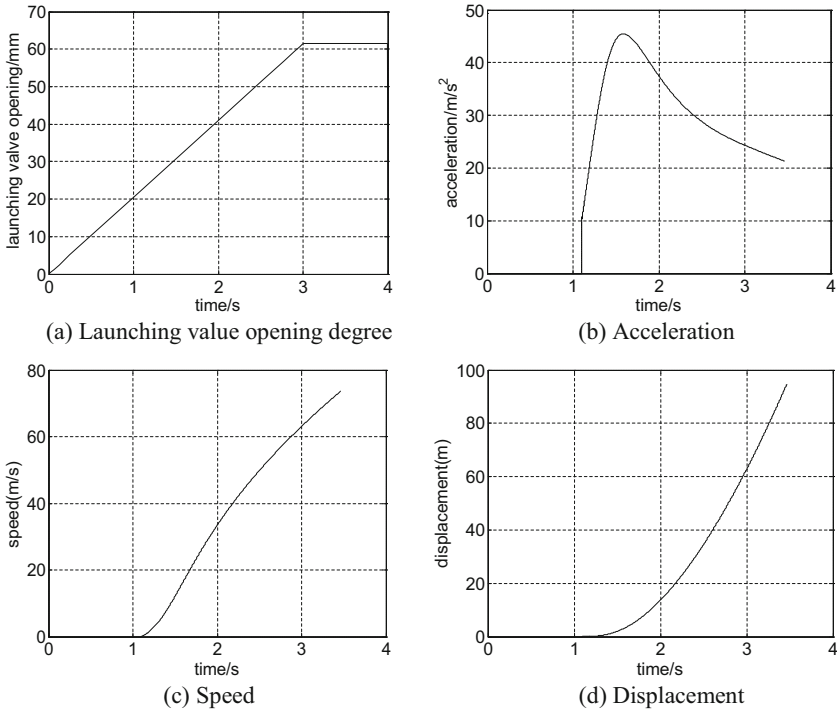 launching valve opening/mm
70
60
50
40
30
20
10
0
0 1 2 3 4
time/s
(a) Launching value opening degree
acceleration/m/s²
50
40
30
20
10
0
0 1 2 3 4
time/s
(b) Acceleration
speed(m/s)
80
60
40
20
0
0 1 2 3 4
time/s
(c) Speed
displacement(m)
100
80
60
40
20
0
0 1 2 3 4
time/s
(d) Displacement